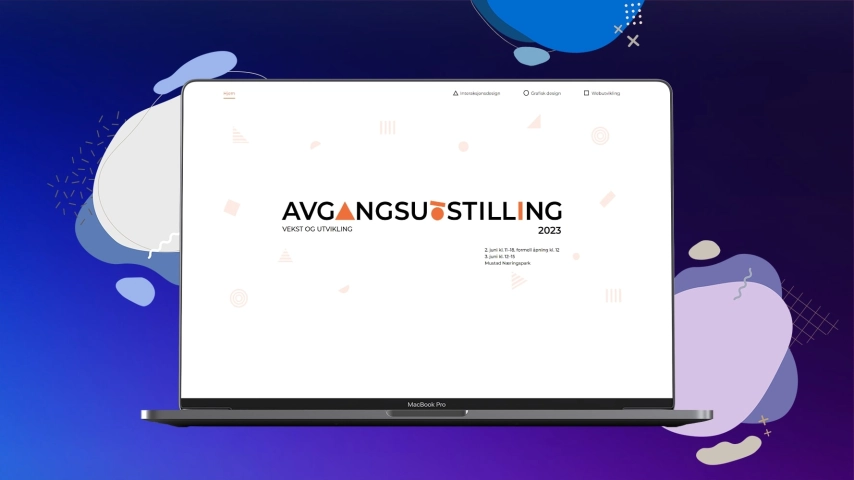 Hjem
Interaksjonsdesign
Grafisk design
Webutvikling
AVGANGSUTSTILLING
VEKST OG UTVIKLING
2023
2. juni kl. 11-18, formell åpning kl. 12
3. juni kl. 12-15
Mustad Næringspark
MacBook Pro